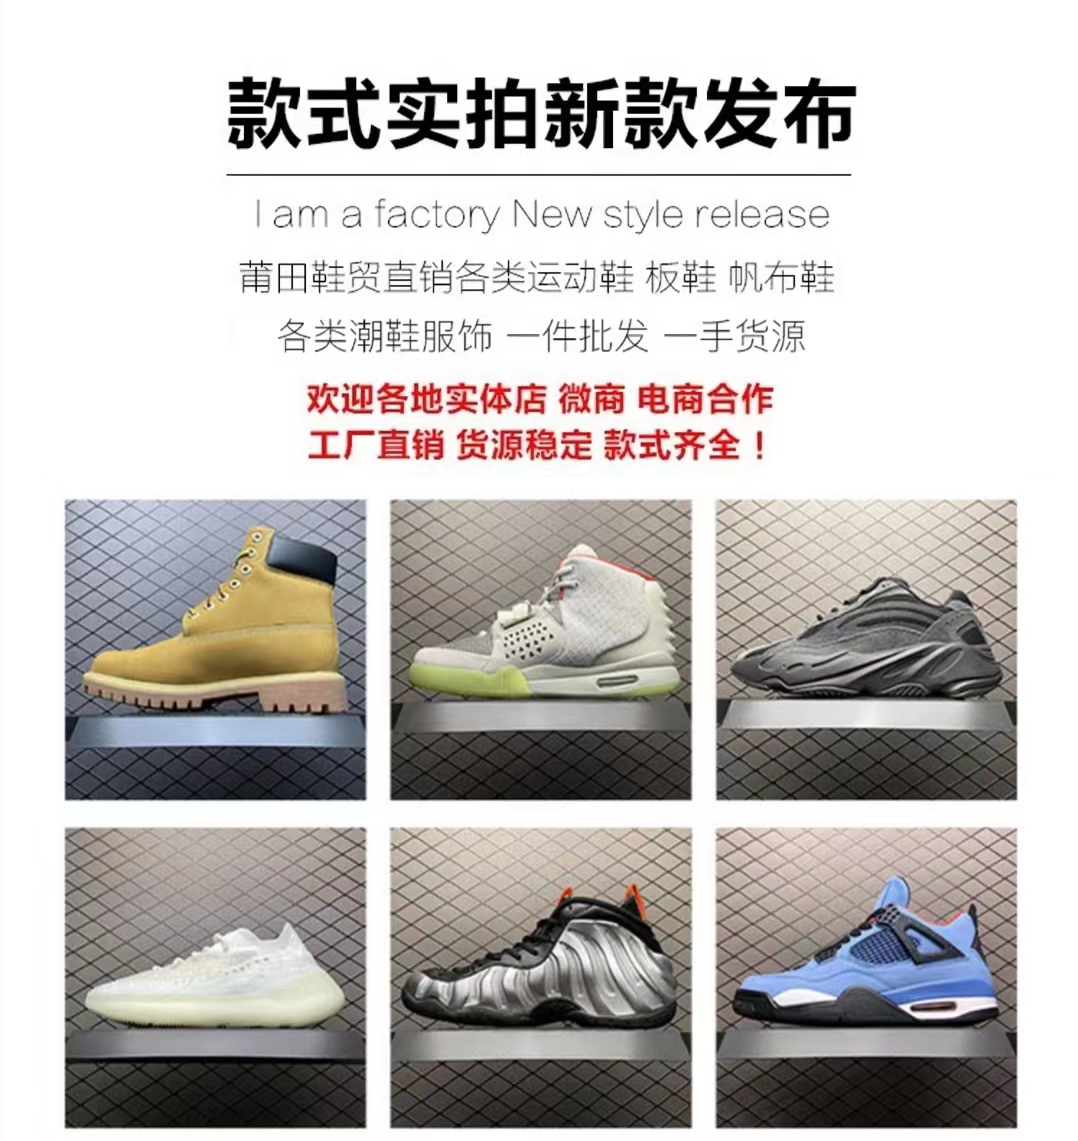 款式实拍新款发布
I am a factory New style release
莆田鞋贸直销各类运动鞋 板鞋 帆布鞋
各类潮鞋服饰 一件批发 一手货源
欢迎各地实体店 微商 电商合作
工厂直销 货源稳定 款式齐全！